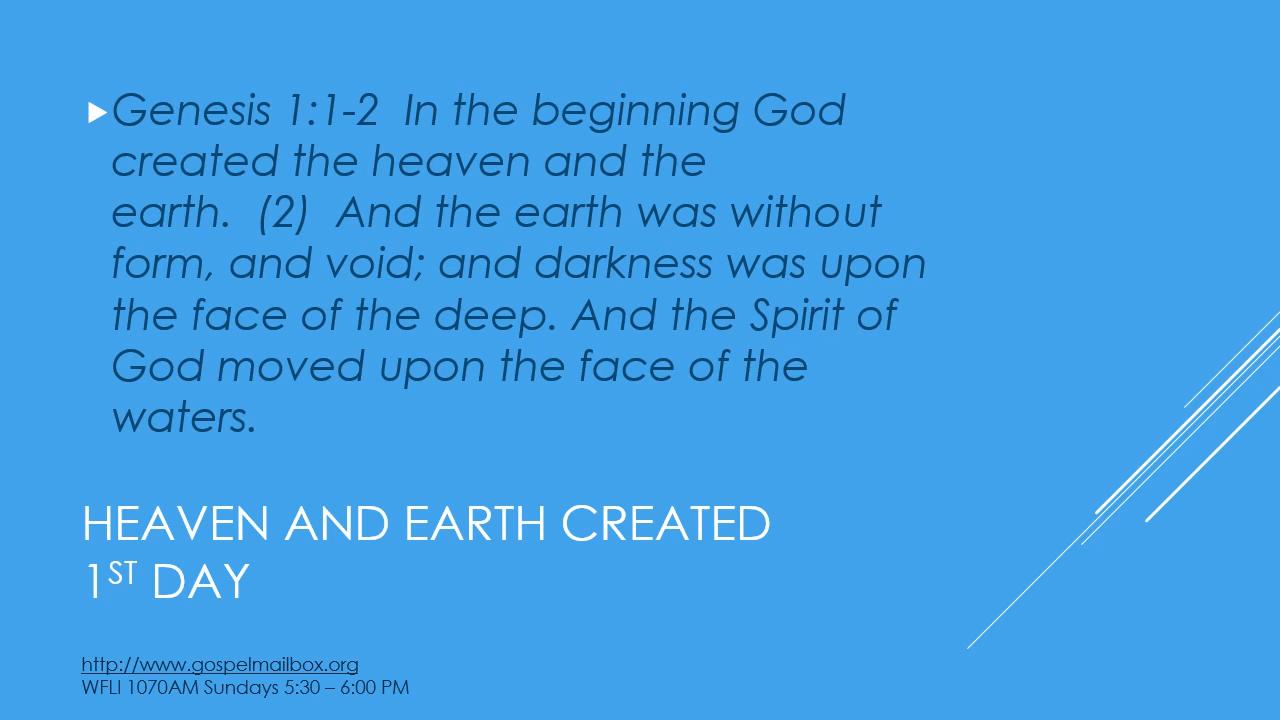 Genesis 1:1-2  In the beginning God
created the heaven and the
earth.  (2)  And the earth was without
form, and void; and darkness was upon
the face of the deep. And the Spirit of
God moved upon the face of the
waters.
HEAVEN AND EARTH CREATED
1ST DAY
http://www.gospelmailbox.org
WFLI 1070AM Sundays 5:30 – 6:00 PM